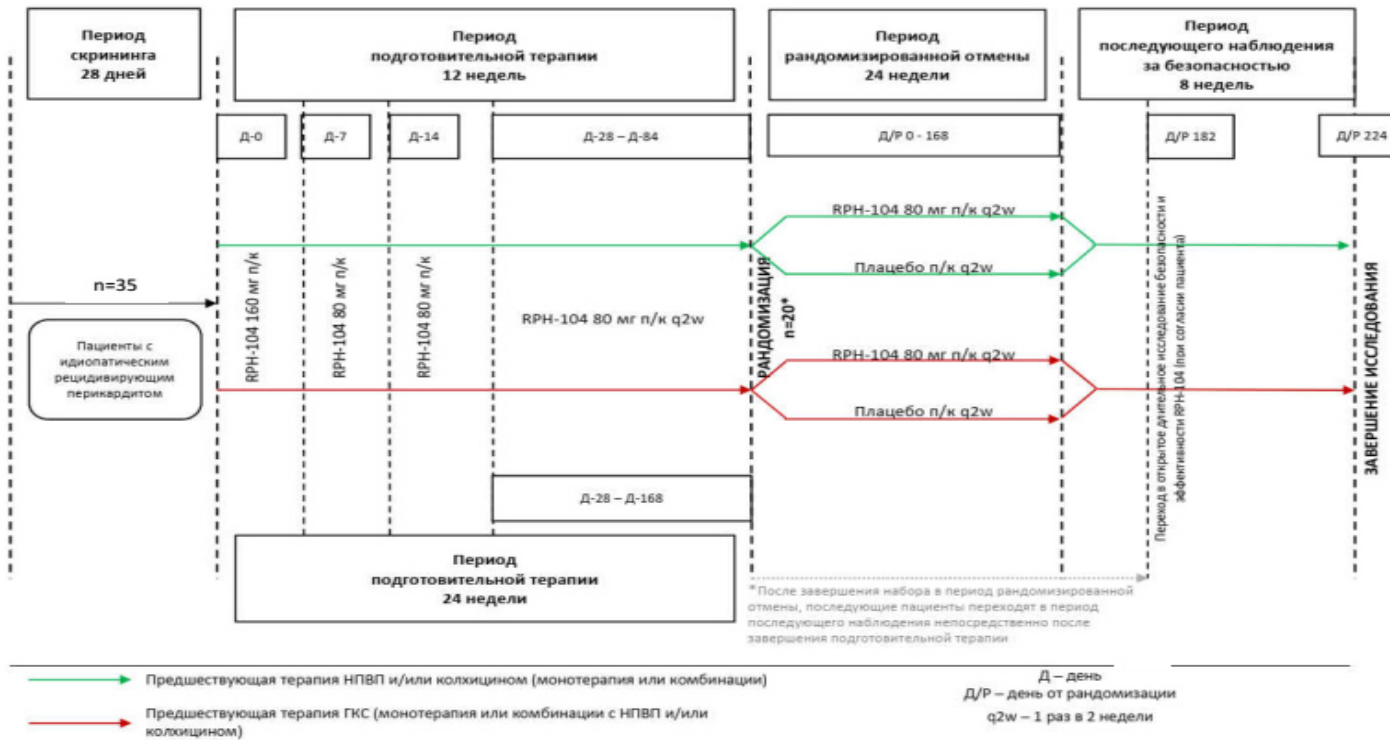 Период
скрининга
28 дней
Период
подготовительной терапии
12 недель
Период
рандомизированной отмены
24 недели
Период
последующего наблюдения
за безопасностью
8 недель
Д-0
Д-7
Д-14
Д-28 – Д-84
Д/Р 0 - 168
Д/Р 182
Д/Р 224
n=35
Пациенты с
идиопатическим
рецидивирующим
перикардитом
RPH-104 160 мг п/к
RPH-104 80 мг п/к
RPH-104 80 мг п/к
RPH-104 80 мг п/к q2w
РАНДОМИЗАЦИЯ
n=20*
RPH-104 80 мг п/к q2w
Плацебо п/к q2w
RPH-104 80 мг п/к q2w
Плацебо п/к q2w
Переход в открытое длительное исследование безопасности и
эффективности RPH-104 (при согласии пациента)
ЗАВЕРШЕНИЕ ИССЛЕДОВАНИЯ
Д-28 – Д-168
Период
подготовительной терапии
24 недели
*После завершения набора в период рандомизированной
отмены, последующие пациенты переходят в период
последующего наблюдения непосредственно после
завершения подготовительной терапии
Предшествующая терапия НПВП и/или колхицином (монотерапия или комбинации)
Предшествующая терапия ГКС (монотерапия или комбинации с НПВП и/или
колхицином)
Д – день
Д/Р – день от рандомизации
q2w – 1 раз в 2 недели